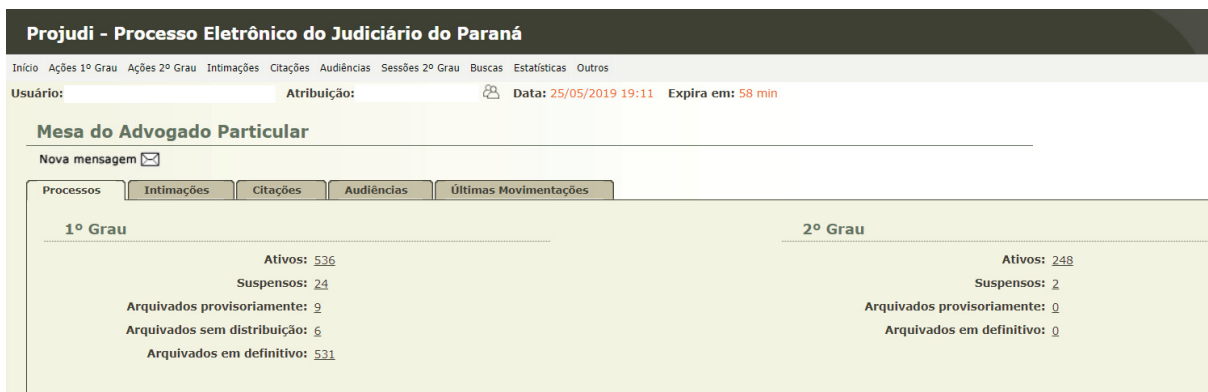 Projudi - Processo Eletrônico do Judiciário do Paraná
Início Ações 1º Grau Ações 2º Grau Intimações Citações Audiências Sessões 2º Grau Buscas Estatísticas Outros
Usuário: Atribuição: Data: 25/05/2019 19:11 Expira em: 58 min
Mesa do Advogado Particular
Nova mensagem
Processos Intimações Citações Audiências Últimas Movimentações
1º Grau
Ativos: 536
Suspensos: 24
Arquivados provisoriamente: 9
Arquivados sem distribuição: 6
Arquivados em definitivo: 531
2º Grau
Ativos: 248
Suspensos: 2
Arquivados provisoriamente: 0
Arquivados em definitivo: 0